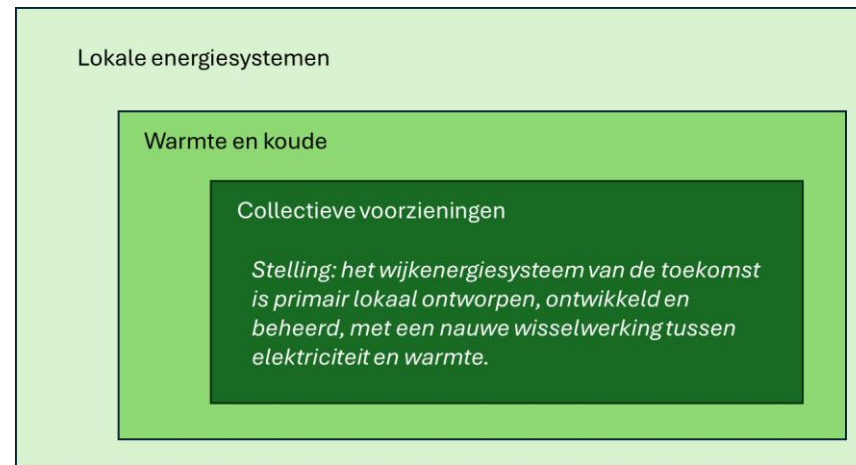 Lokale energiesystemen
Warmte en koude
Collectieve voorzieningen
Stelling: het wijkenergiesysteem van de toekomst
is primair lokaal ontworpen, ontwikkeld en
beheerd, met een nauwe wisselwerking tussen
elektriciteit en warmte.